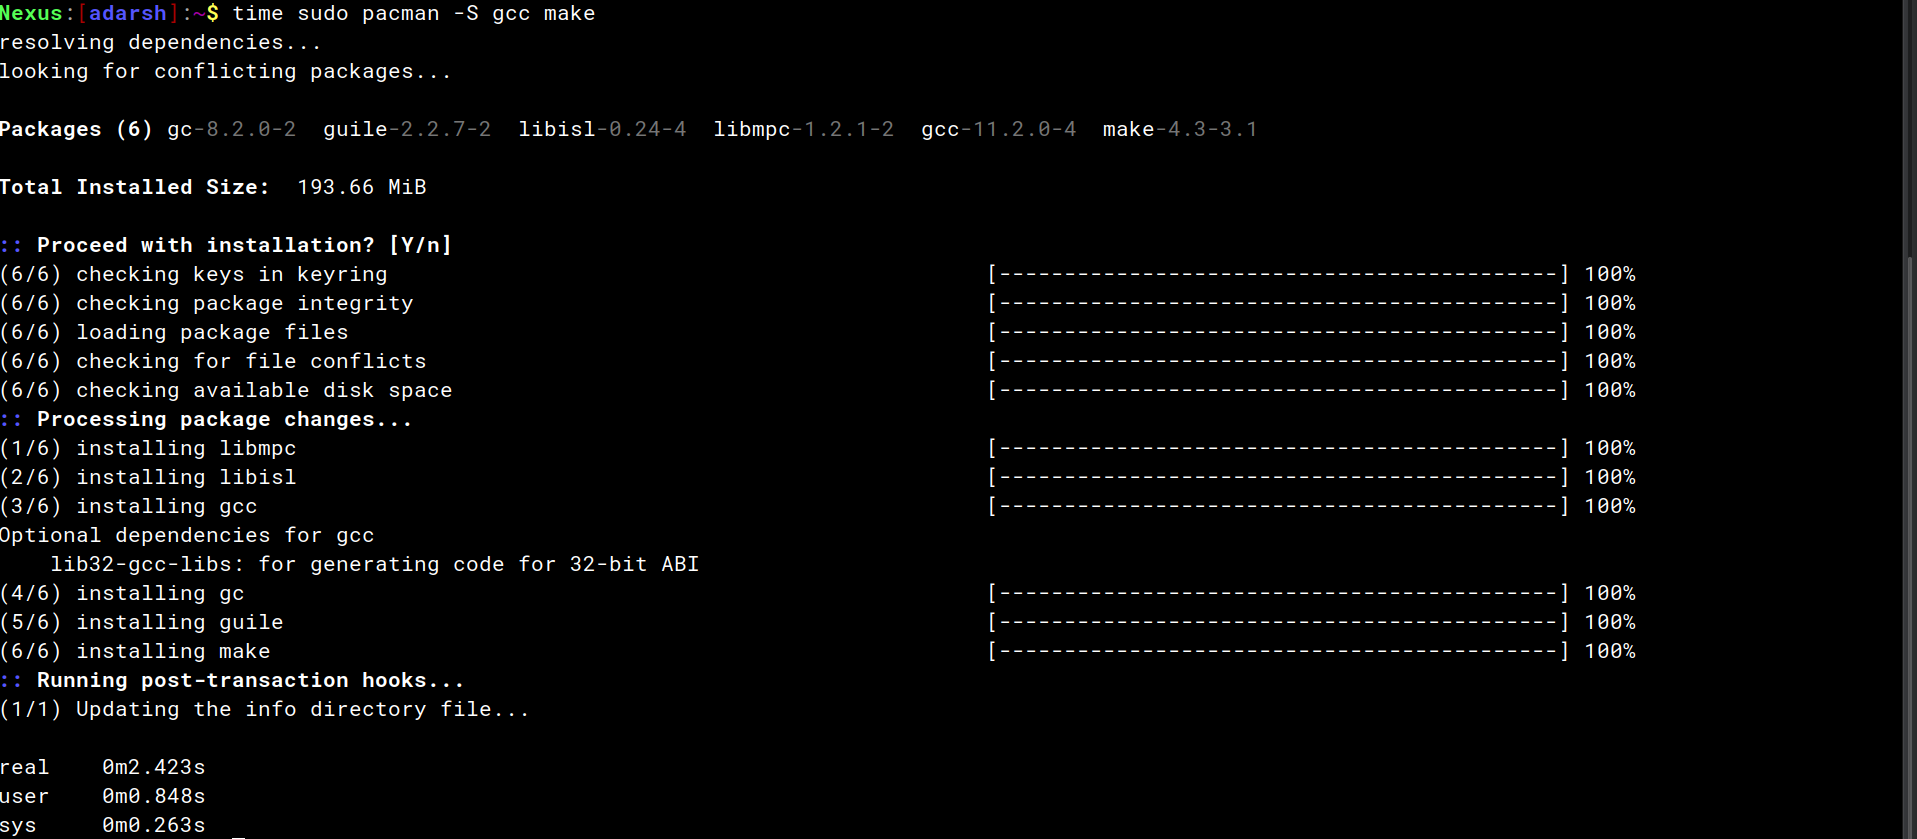 Nexus:[adarsh]:~$ time sudo pacman -S gcc make
resolving dependencies...
looking for conflicting packages...
Packages (6) gc-8.2.0-2  guile-2.2.7-2  libisl-0.24-4  libmpc-1.2.1-2  gcc-11.2.0-4  make-4.3-3.1
Total Installed Size:  193.66 MiB
:: Proceed with installation? [Y/n]
(6/6) checking keys in keyring [-------------------------------------------] 100%
(6/6) checking package integrity [-------------------------------------------] 100%
(6/6) loading package files [-------------------------------------------] 100%
(6/6) checking for file conflicts [-------------------------------------------] 100%
(6/6) checking available disk space [-------------------------------------------] 100%
:: Processing package changes...
(1/6) installing libmpc [-------------------------------------------] 100%
(2/6) installing libisl [-------------------------------------------] 100%
(3/6) installing gcc [-------------------------------------------] 100%
Optional dependencies for gcc
    lib32-gcc-libs: for generating code for 32-bit ABI
(4/6) installing gc [-------------------------------------------] 100%
(5/6) installing guile [-------------------------------------------] 100%
(6/6) installing make [-------------------------------------------] 100%
:: Running post-transaction hooks...
(1/1) Updating the info directory file...
real    0m2.423s
user    0m0.848s
sys     0m0.263s